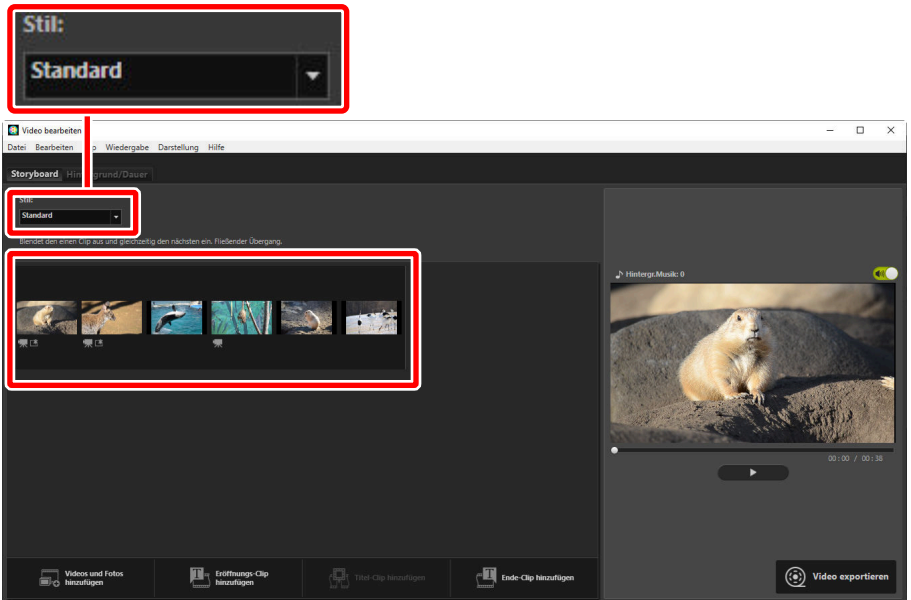 Stil:
Standard
Video bearbeiten
Datei Bearbeiten Wiedergabe Darstellung Hilfe
Storyboard
Stil:
Standard
Blendet den einen Clip aus und gleichzeitig den nächsten ein. Fließender Übergang.
♪ Hintergr.Musik: 0
00:00 / 00:38
Videos und Fotos
hinzufügen
Eröffnungs-Clip
hinzufügen
Titel-Clip hinzufügen
Ende-Clip hinzufügen
Video exportieren